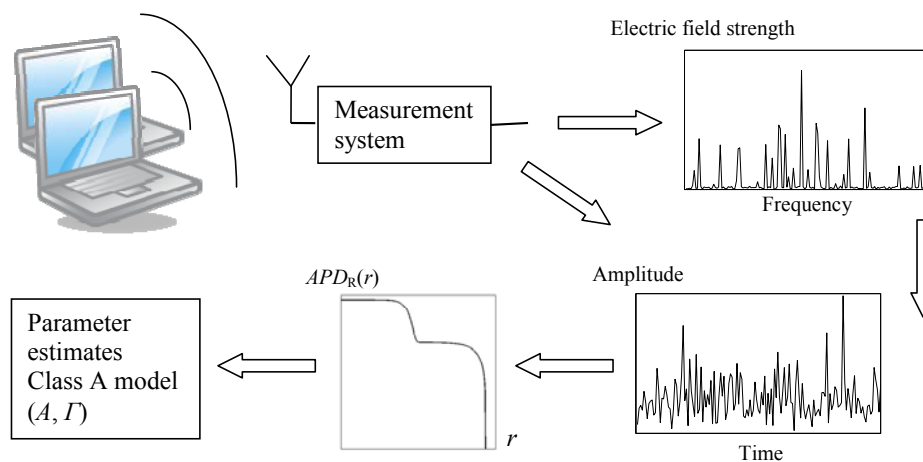 Electric field strength
Measurement
system
Frequency
APD_R(r)
Amplitude
Parameter
estimates
Class A model
(A, Γ)
r
Time